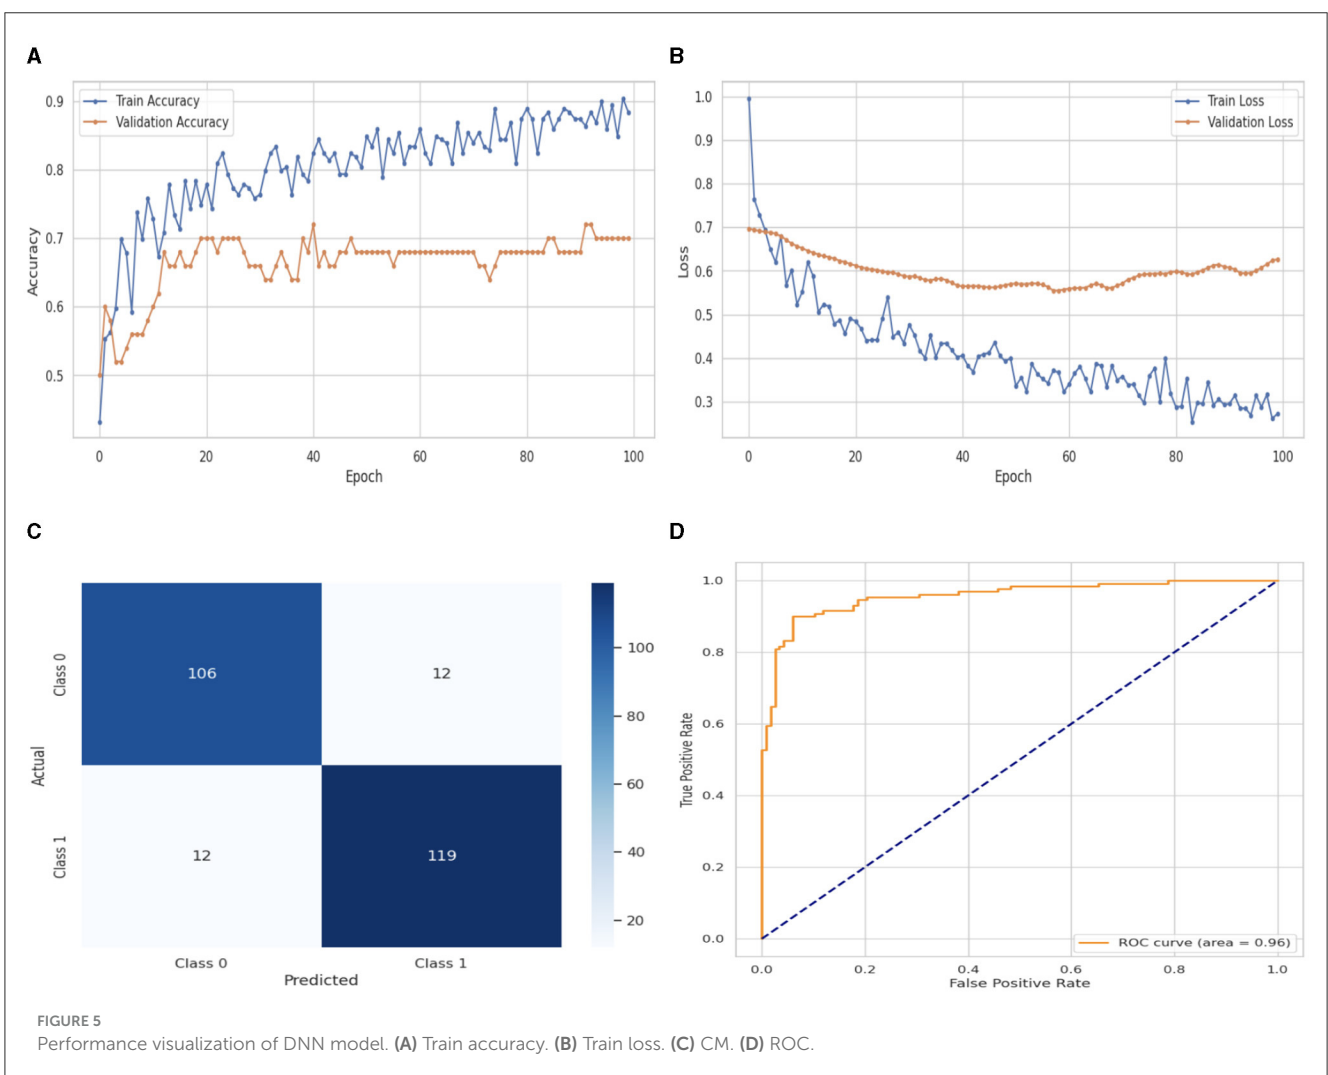 A
0.9
0.8
0.7
0.6
0.5
Accuracy
Train Accuracy
Validation Accuracy
0 20 40 60 80 100
Epoch
B
1.0
0.9
0.8
0.7
0.6
0.5
0.4
0.3
Loss
Train Loss
Validation Loss
0 20 40 60 80 100
Epoch
C
Actual
Class 0
Class 1
106 12
12 119
Class 0 Class 1
Predicted
100
80
60
40
20
D
1.0
0.8
0.6
0.4
0.2
0.0
True Positive Rate
ROC curve (area = 0.96)
0.0 0.2 0.4 0.6 0.8 1.0
False Positive Rate
FIGURE 5
Performance visualization of DNN model. (A) Train accuracy. (B) Train loss. (C) CM. (D) ROC.